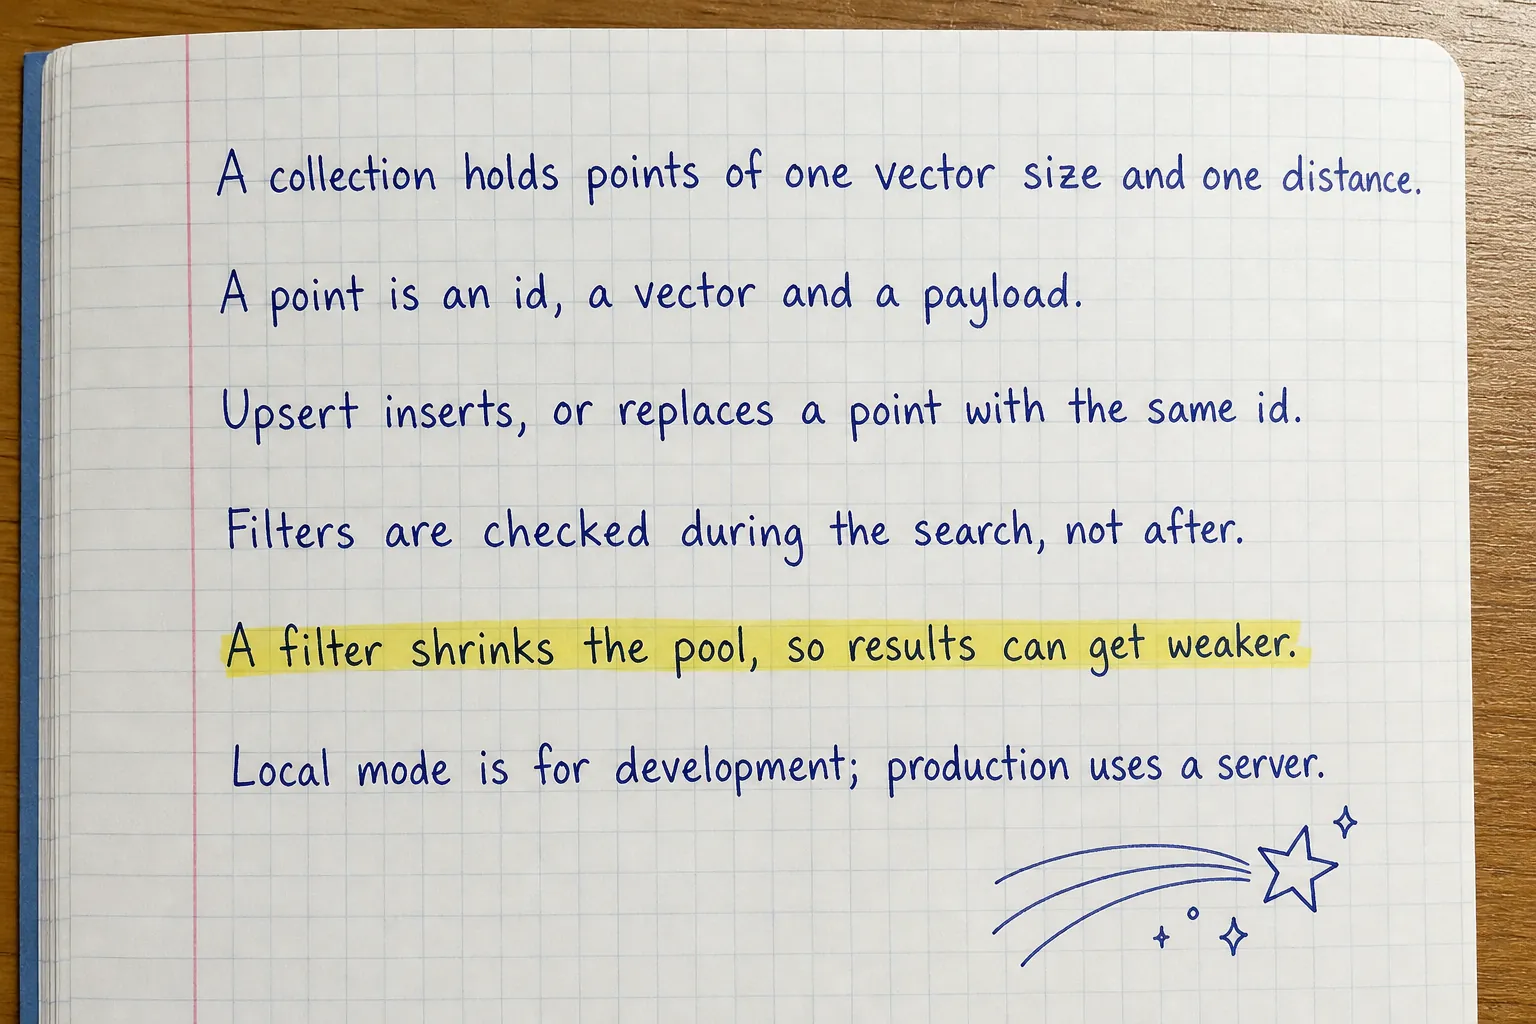 A collection holds points of one vector size and one distance.
A point is an id, a vector and a payload.
Upsert inserts, or replaces a point with the same id.
Filters are checked during the search, not after.
A filter shrinks the pool, so results can get weaker.
Local mode is for development; production uses a server.